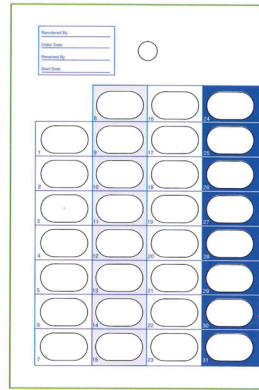 Reordered By
Order Date
Received By
Start Date
8 16 24
1 9 17 25
2 10 18 26
3 11 19 27
4 12 20 28
5 13 21 29
6 14 22 30
7 15 23 31